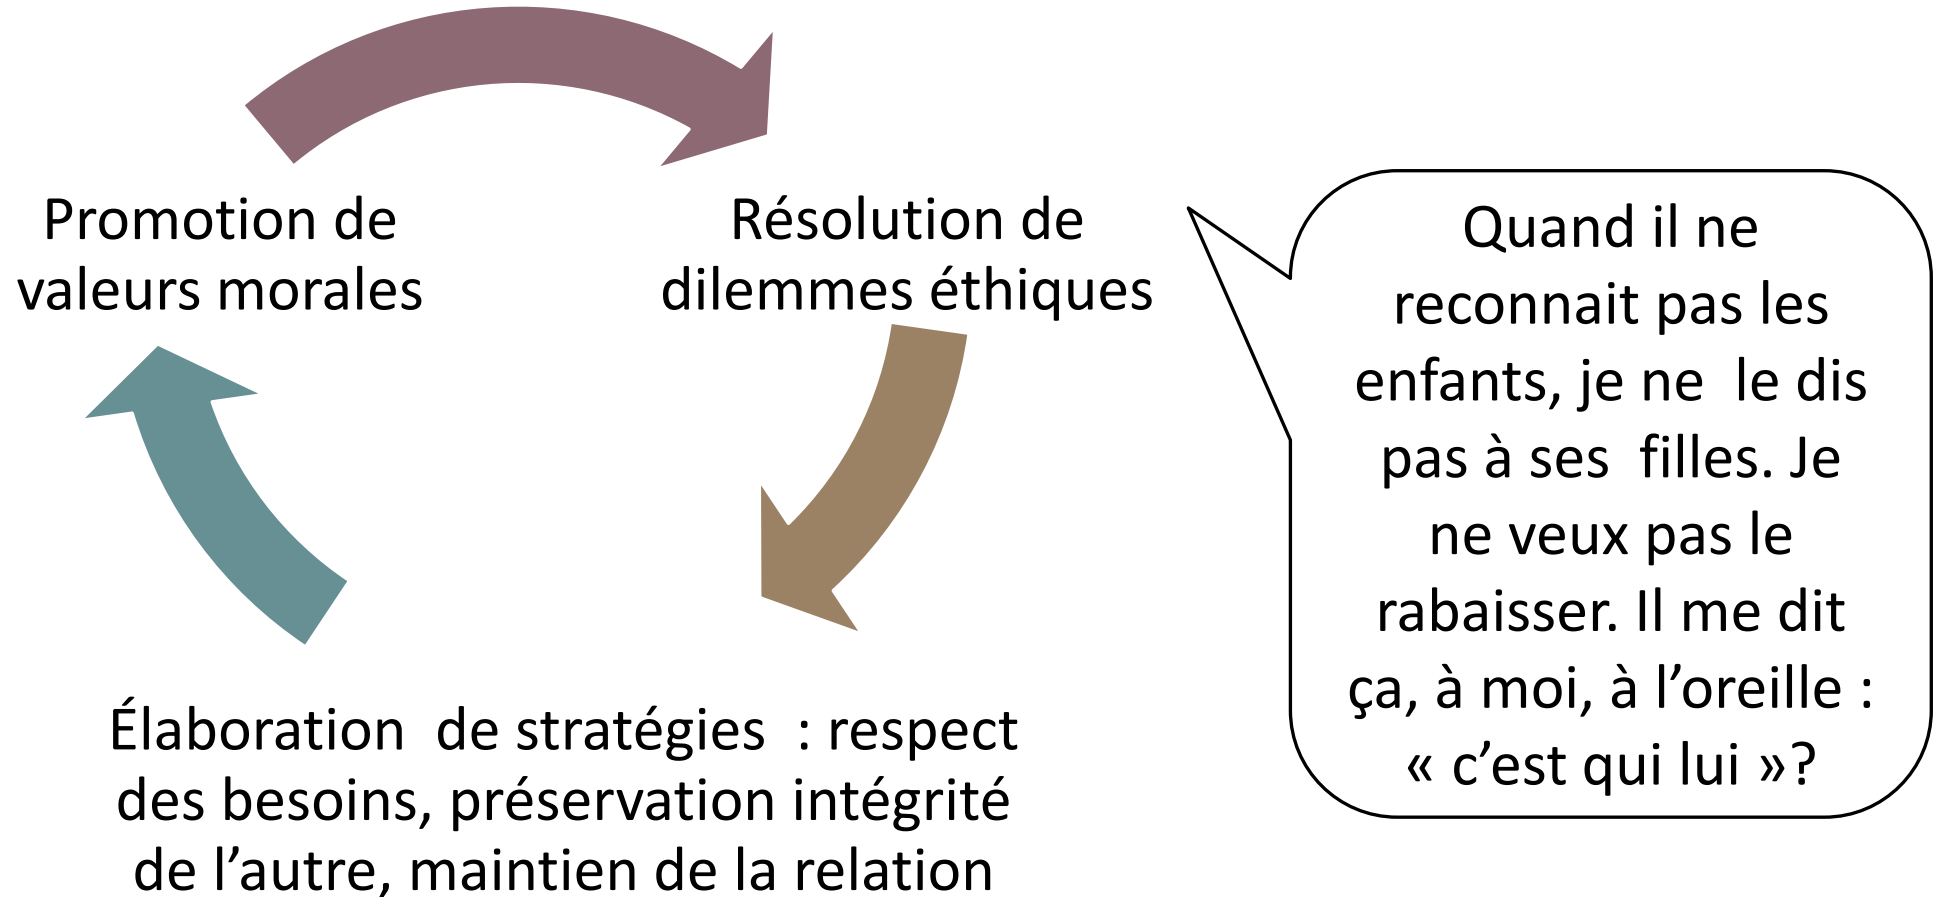 Promotion de
valeurs morales
Résolution de
dilemmes éthiques
Élaboration  de stratégies  : respect
des besoins, préservation intégrité
de l’autre, maintien de la relation
Quand il ne
reconnait pas les
enfants, je ne  le dis
pas à ses  filles. Je
ne veux pas le
rabaisser. Il me dit
ça, à moi, à l’oreille :
« c’est qui lui »?